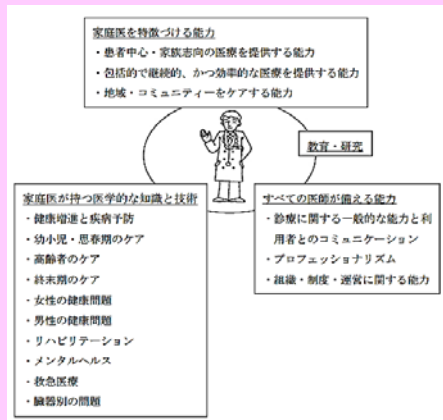 家庭医を特徴づける能力
・患者中心・家族志向の医療を提供する能力
・包括的で継続的、かつ効率的な医療を提供する能力
・地域・コミュニティーをケアする能力
教育・研究
家庭医が持つ医学的な知識と技術
・健康増進と疾病予防
・幼小児・思春期のケア
・高齢者のケア
・終末期のケア
・女性の健康問題
・男性の健康問題
・リハビリテーション
・メンタルヘルス
・救急医療
・臓器別の問題
すべての医師が備える能力
・診療に関する一般的な能力と利
用者とのコミュニケーション
・プロフェッショナリズム
・組織・制度・運営に関する能力